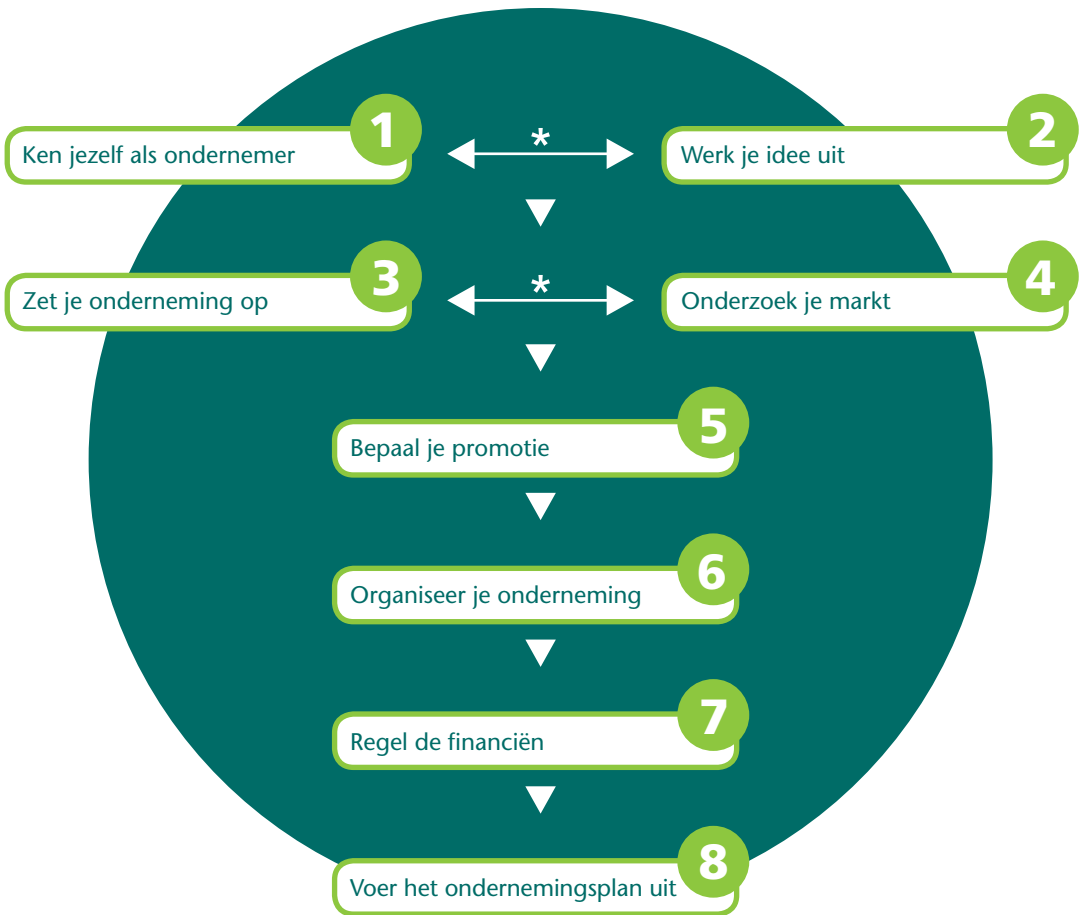 1
Ken jezelf als ondernemer
*
2
Werk je idee uit
3
Zet je onderneming op
*
4
Onderzoek je markt
5
Bepaal je promotie
6
Organiseer je onderneming
7
Regel de financiën
8
Voer het ondernemingsplan uit